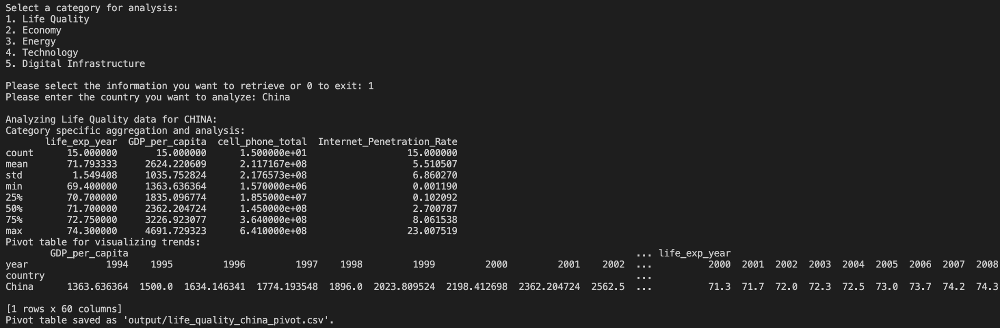 Select a category for analysis:
1. Life Quality
2. Economy
3. Energy
4. Technology
5. Digital Infrastructure
Please select the information you want to retrieve or 0 to exit: 1
Please enter the country you want to analyze: China
Analyzing Life Quality data for CHINA:
Category specific aggregation and analysis:
life_exp_year GDP_per_capita cell_phone_total Internet_Penetration_Rate
count 15.000000 15.000000 1.500000e+01 15.000000
mean 71.793333 2624.220609 2.117167e+08 5.510507
std 1.549408 1035.752824 2.176573e+08 6.860270
min 69.400000 1363.636364 1.570000e+06 0.001190
25% 70.700000 1835.096774 1.855000e+07 0.102092
50% 71.700000 2362.204724 1.450000e+08 2.700787
75% 72.750000 3226.923077 3.640000e+08 8.061538
max 74.300000 4691.729323 6.410000e+08 23.007519
Pivot table for visualizing trends:
GDP_per_capita ... life_exp_year
year 1994 1995 1996 1997 1998 1999 2000 2001 2002 ... 2000 2001 2002 2003 2004 2005 2006 2007 2008
country ...
China 1363.636364 1500.0 1634.146341 1774.193548 1896.0 2023.809524 2198.412698 2362.204724 2562.5 ... 71.3 71.7 72.0 72.3 72.5 73.0 73.7 74.2 74.3
[1 rows x 60 columns]
Pivot table saved as 'output/life_quality_china_pivot.csv'.